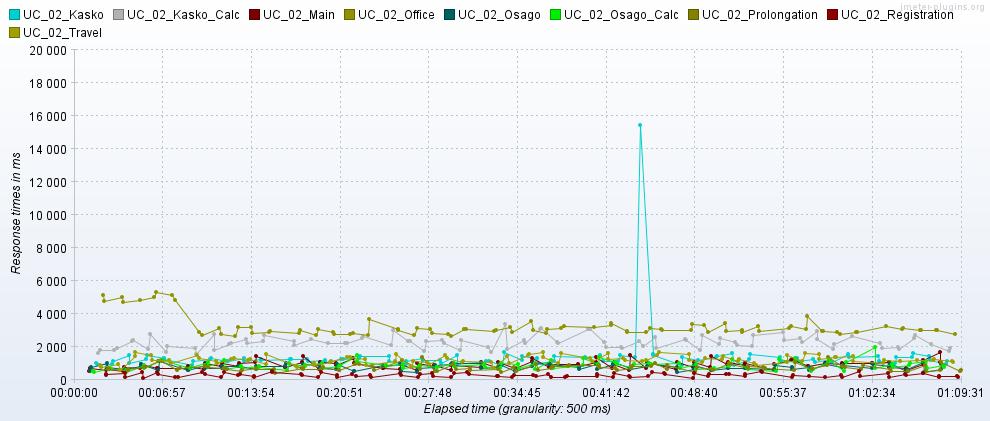 UC_02_Kasko UC_02_Kasko_Calc UC_02_Main UC_02_Office UC_02_Osago UC_02_Osago_Calc UC_02_Prolongation UC_02_Registration
UC_02_Travel
jmeter-plugins.org
20 000
18 000
16 000
14 000
12 000
10 000
8 000
6 000
4 000
2 000
0
Response times in ms
00:00:00 00:06:57 00:13:54 00:20:51 00:27:48 00:34:45 00:41:42 00:48:40 00:55:37 01:02:34 01:09:31
Elapsed time (granularity: 500 ms)